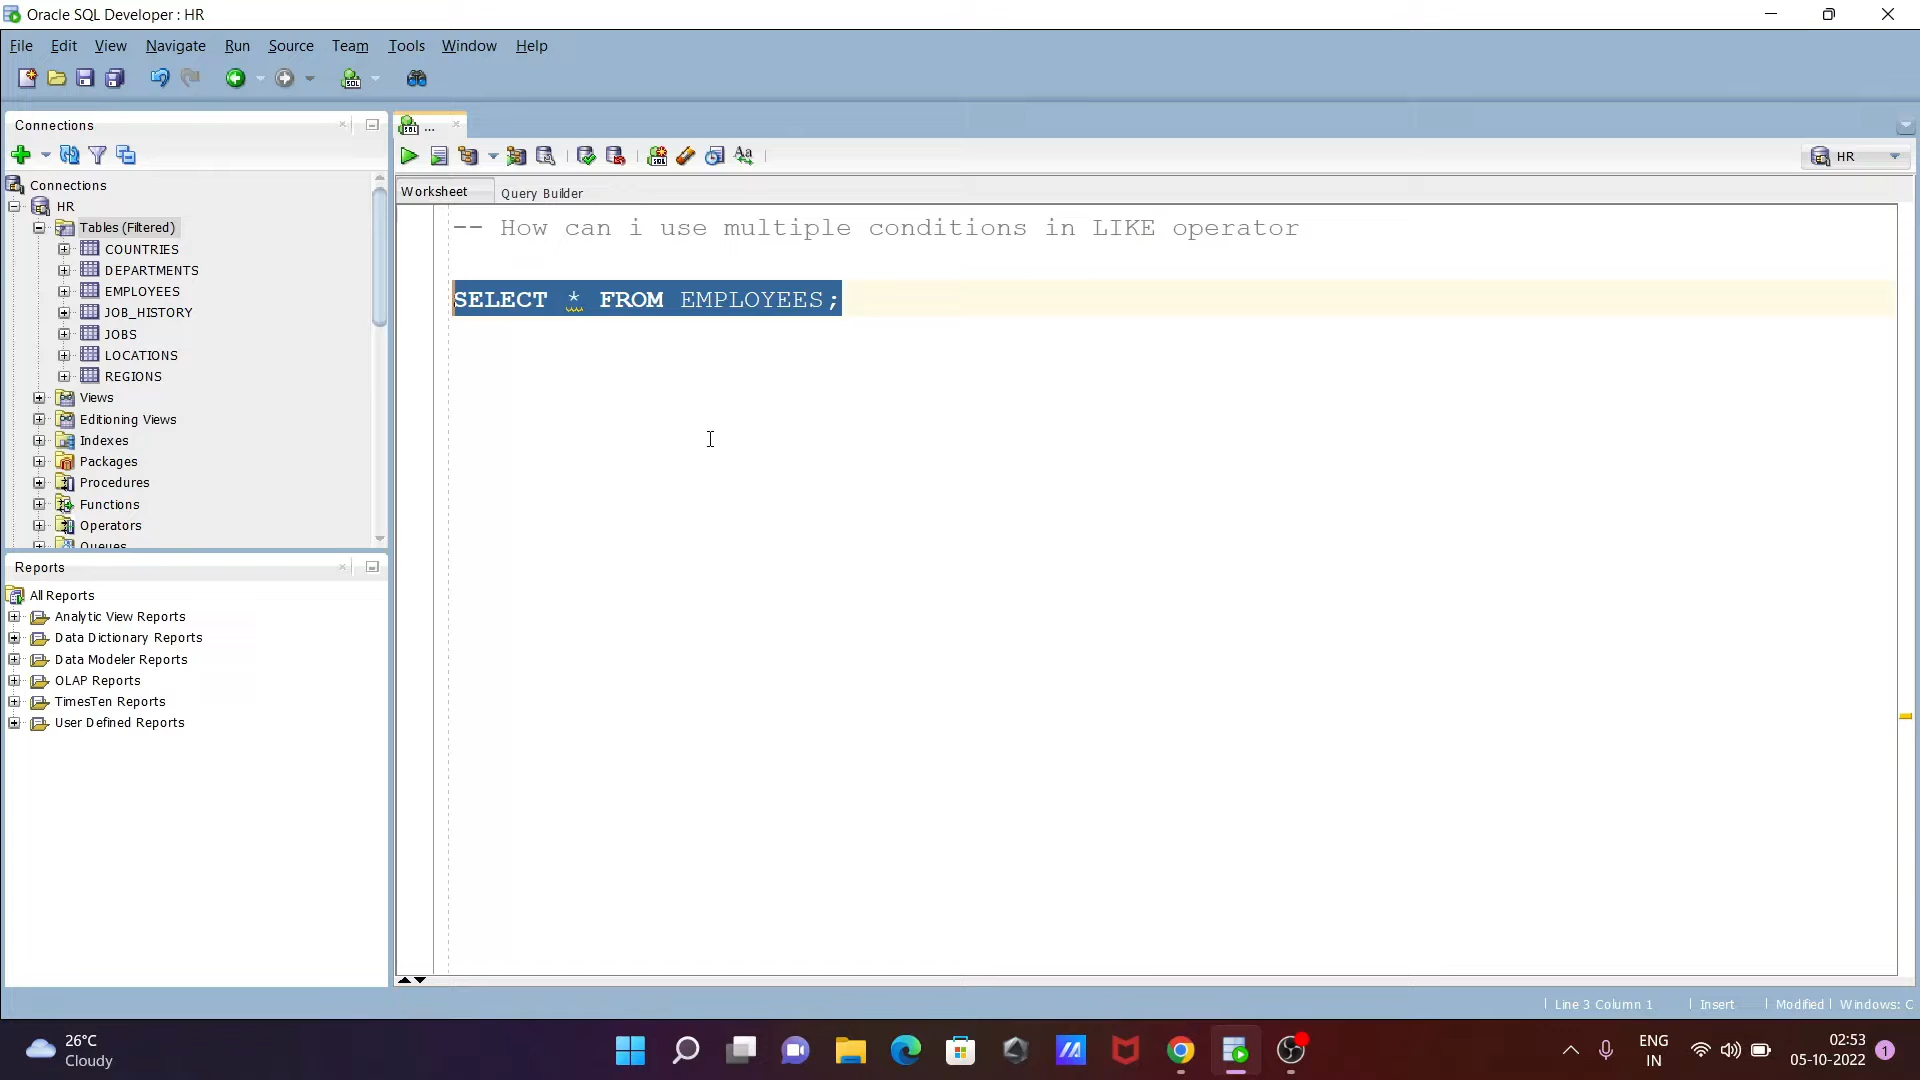 Oracle SQL Developer : HR
File Edit View Navigate Run Source Team Tools Window Help
Connections
...
HR
Worksheet Query Builder
Connections
HR
Tables (Filtered)
COUNTRIES
DEPARTMENTS
EMPLOYEES
JOB_HISTORY
JOBS
LOCATIONS
REGIONS
Views
Editioning Views
Indexes
Packages
Procedures
Functions
Operators
Queues
-- How can i use multiple conditions in LIKE operator
SELECT * FROM EMPLOYEES;
Reports
All Reports
Analytic View Reports
Data Dictionary Reports
Data Modeler Reports
OLAP Reports
TimesTen Reports
User Defined Reports
Line 3 Column 1 Insert Modified Windows: C
26°C
Cloudy
ENG
IN
02:53
05-10-2022
1